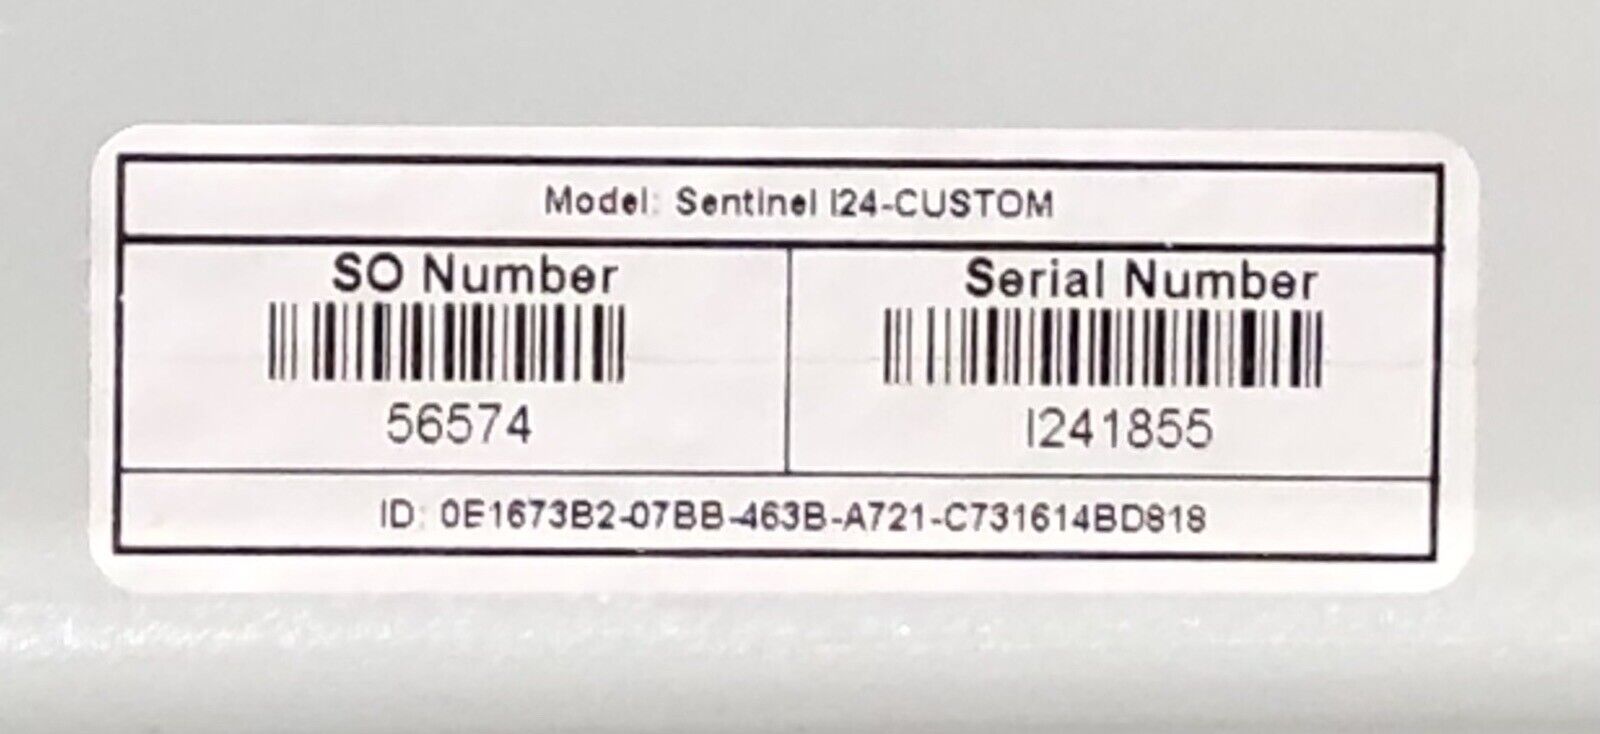 Model: Sentinel I24-CUSTOM
SO Number
Serial Number
56574
I241855
ID: 0E1673B2-07BB-463B-A721-C731614BD818